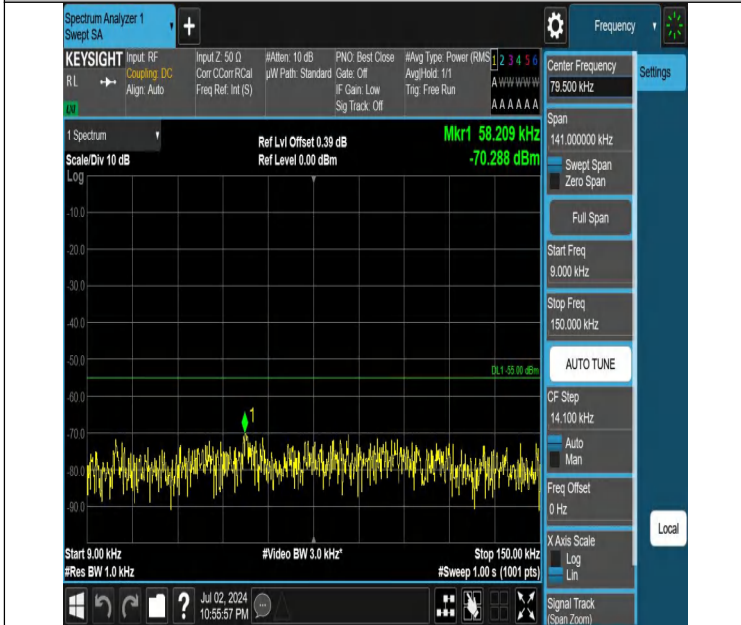 Spectrum Analyzer 1
Swept SA
+
Frequency
KEYSIGHT
RL
Input: RF
Coupling: DC
Align: Auto
Input Z: 50 Ω
Corr CCorr RCal
Freq Ref: Int (S)
#Atten: 10 dB
µW Path: Standard
PNO: Best Close
Gate: Off
IF Gain: Low
Sig Track: Off
#Avg Type: Power (RMS
Avg|Hold: 1/1
Trig: Free Run
1 2 3 4 5 6
A W W W W W
A A A A A A
1 Spectrum
Scale/Div 10 dB
Log
Ref Lvl Offset 0.39 dB
Ref Level 0.00 dBm
Mkr1 58.209 kHz
-70.288 dBm
-10.0
-20.0
-30.0
-40.0
-50.0
-60.0
-70.0
-80.0
-90.0
DL1 -55.00 dBm
1
Start 9.00 kHz
#Res BW 1.0 kHz
#Video BW 3.0 kHz*
Stop 150.00 kHz
#Sweep 1.00 s (1001 pts)
Center Frequency
79.500 kHz
Settings
Span
141.000000 kHz
Swept Span
Zero Span
Full Span
Start Freq
9.000 kHz
Stop Freq
150.000 kHz
AUTO TUNE
CF Step
14.100 kHz
Auto
Man
Freq Offset
0 Hz
X Axis Scale
Log
Lin
Local
Signal Track
(Span Zoom)
?
Jul 02, 2024
10:55:57 PM